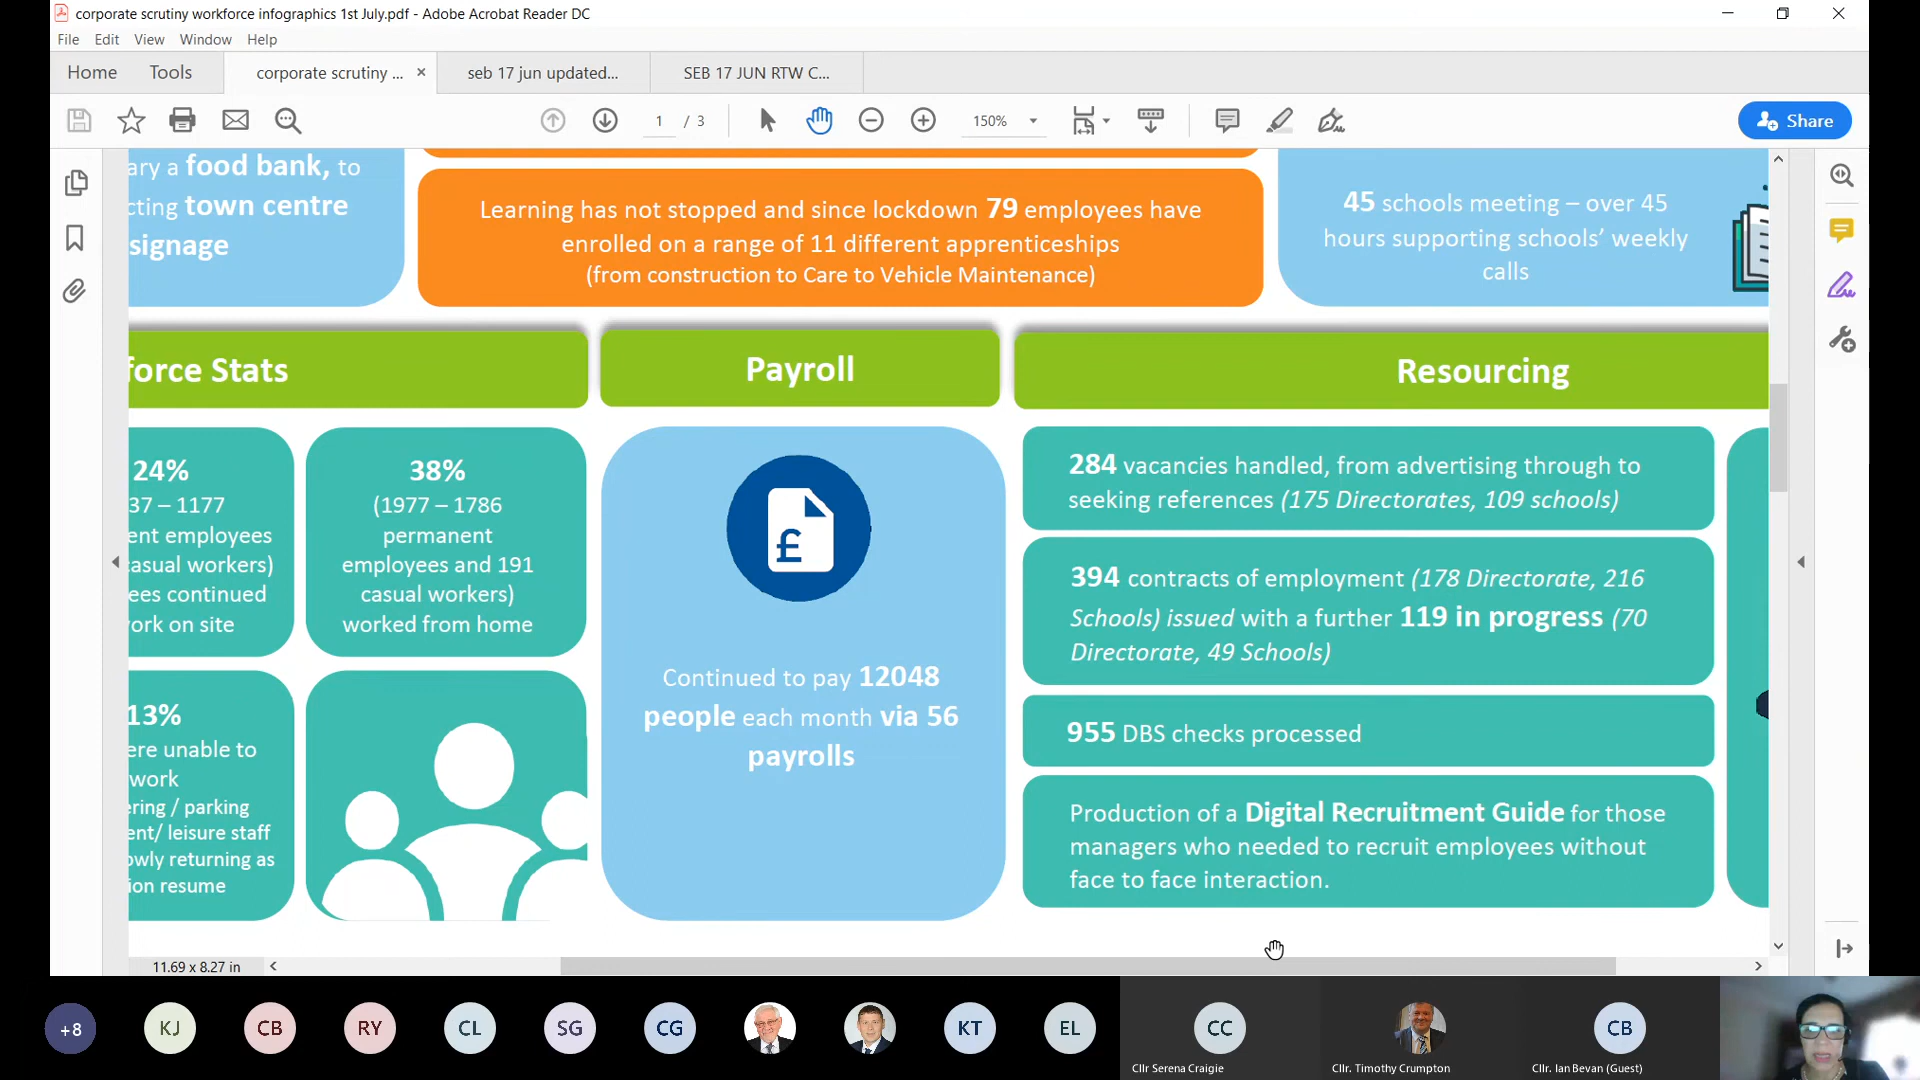 corporate scrutiny workforce infographics 1st July.pdf - Adobe Acrobat Reader DC
File Edit View Window Help
Home Tools corporate scrutiny ... × seb 17 jun updated... SEB 17 JUN RTW C...
1 / 3 150% Share
ary a food bank, to
cting town centre
signage
Learning has not stopped and since lockdown 79 employees have
enrolled on a range of 11 different apprenticeships
(from construction to Care to Vehicle Maintenance)
45 schools meeting – over 45
hours supporting schools’ weekly
calls
force Stats
Payroll
Resourcing
24%
37 – 1177
ent employees
casual workers)
ees continued
ork on site
38%
(1977 – 1786
permanent
employees and 191
casual workers)
worked from home
13%
ere unable to
work
ering / parking
ent/ leisure staff
owly returning as
ion resume
£
Continued to pay 12048
people each month via 56
payrolls
284 vacancies handled, from advertising through to
seeking references (175 Directorates, 109 schools)
394 contracts of employment (178 Directorate, 216
Schools) issued with a further 119 in progress (70
Directorate, 49 Schools)
955 DBS checks processed
Production of a Digital Recruitment Guide for those
managers who needed to recruit employees without
face to face interaction.
11.69 x 8.27 in
+8 KJ CB RY CL SG CG KT EL CC CB
Cllr Serena Craigie Cllr. Timothy Crumpton Cllr. Ian Bevan (Guest)